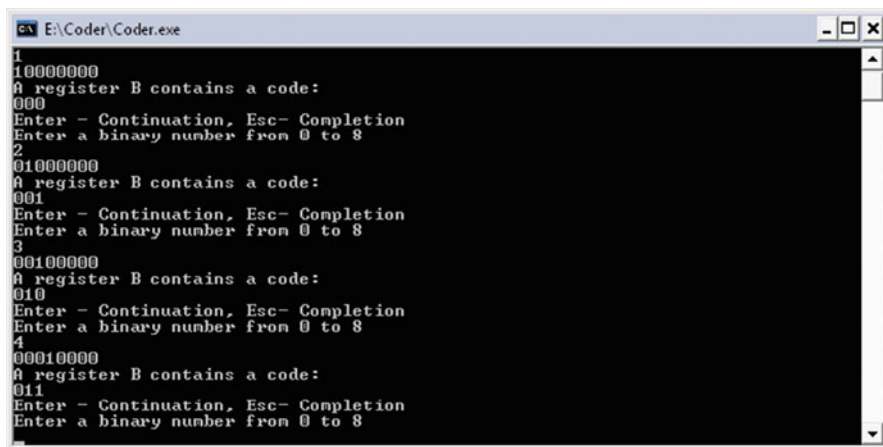 E:\Coder\Coder.exe
1
10000000
A register B contains a code:
000
Enter - Continuation, Esc- Completion
Enter a binary number from 0 to 8
2
01000000
A register B contains a code:
001
Enter - Continuation, Esc- Completion
Enter a binary number from 0 to 8
3
00100000
A register B contains a code:
010
Enter - Continuation, Esc- Completion
Enter a binary number from 0 to 8
4
00010000
A register B contains a code:
011
Enter - Continuation, Esc- Completion
Enter a binary number from 0 to 8